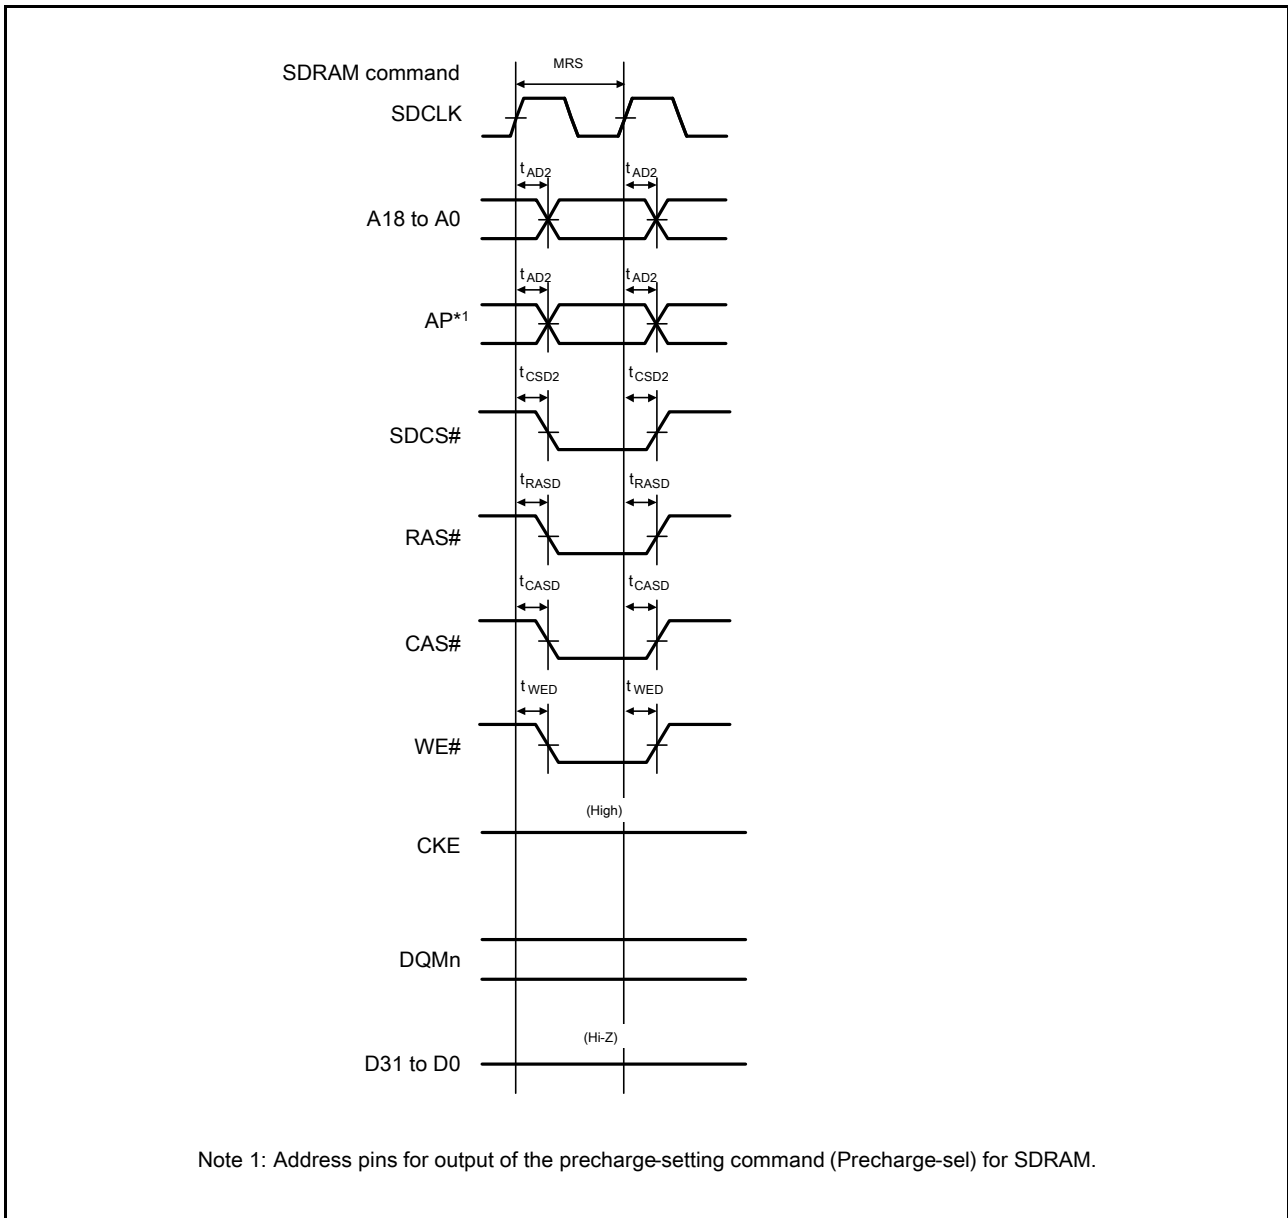 SDRAM command
MRS
SDCLK
tAD2 tAD2
A18 to A0
tAD2 tAD2
AP*1
tCSD2 tCSD2
SDCS#
tRASD tRASD
RAS#
tCASD tCASD
CAS#
tWED tWED
WE#
(High)
CKE
DQMn
(Hi-Z)
D31 to D0
Note 1: Address pins for output of the precharge-setting command (Precharge-sel) for SDRAM.